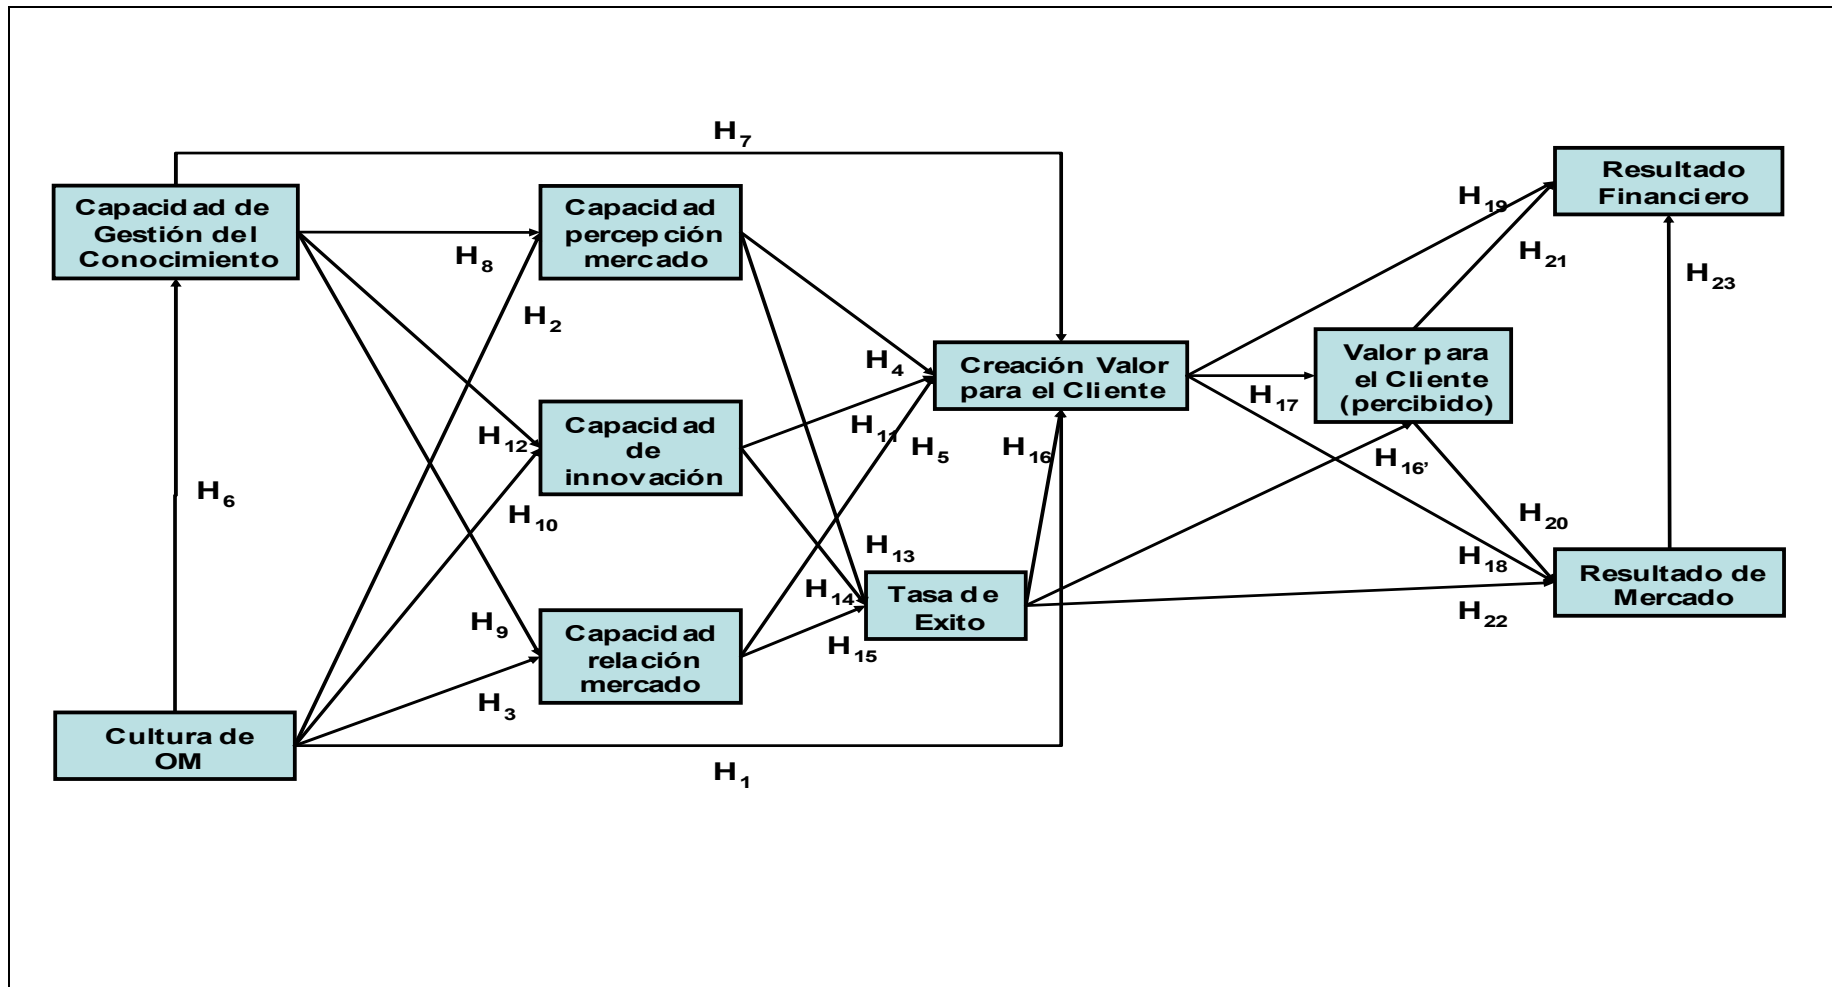 H7
Capacidad de
Gestión del
Conocimiento
Capacidad
percepción
mercado
Resultado
Financiero
H19
H8
H21
H23
H2
Creación Valor
para el Cliente
Valor para
el Cliente
(percibido)
H4
H17
H12
Capacidad
de
innovación
H11
H5
H16
H16’
H6
H10
H20
H13
H18
H14
Tasa de
Exito
Resultado de
Mercado
H22
H9
Capacidad
relación
mercado
H15
H3
Cultura de
OM
H1